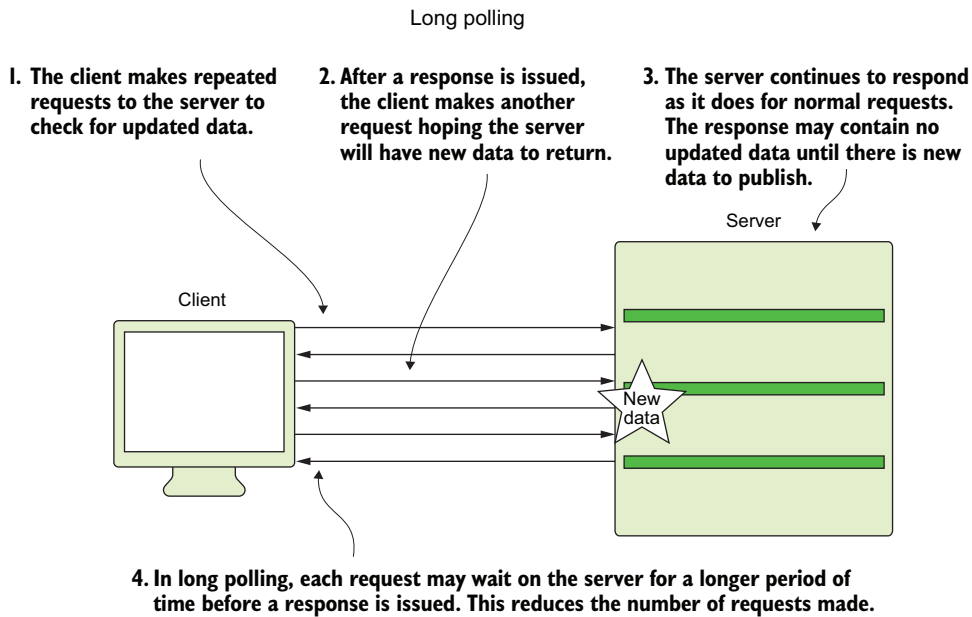 Long polling
1. The client makes repeated
requests to the server to
check for updated data.
2. After a response is issued,
the client makes another
request hoping the server
will have new data to return.
3. The server continues to respond
as it does for normal requests.
The response may contain no
updated data until there is new
data to publish.
Server
Client
New
data
4. In long polling, each request may wait on the server for a longer period of
time before a response is issued. This reduces the number of requests made.